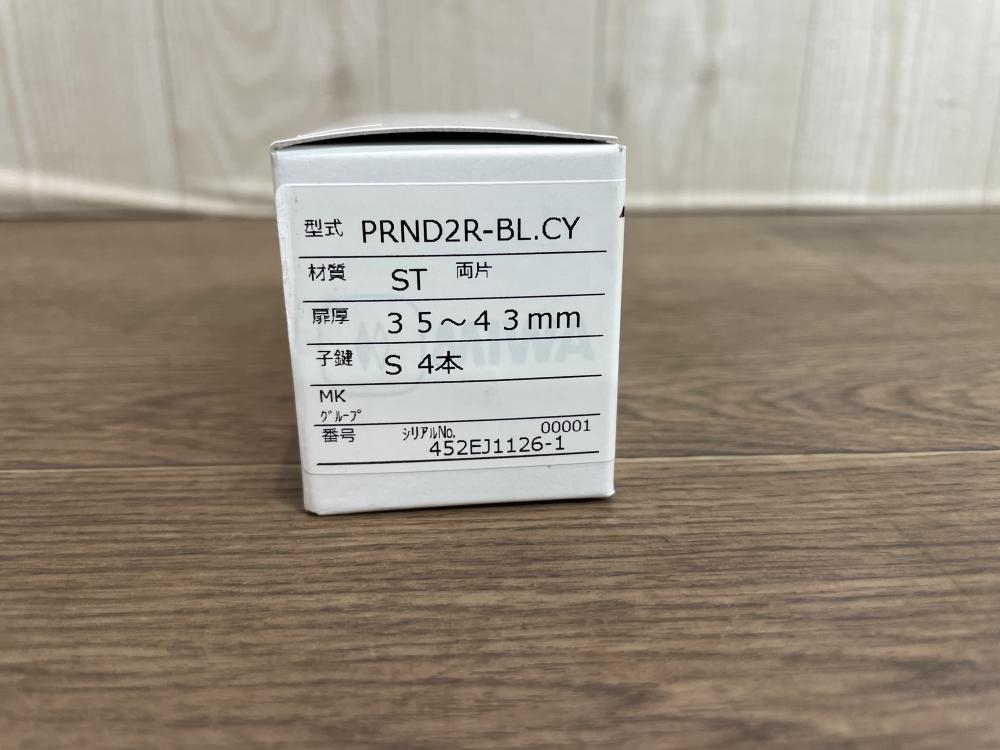 型式 PRND2R-BL.CY
材質 ST 両片
扉厚 35～43mm
子鍵 S 4本
MK
ｸﾞﾙｰﾌﾟ
番号 ｼﾘｱﾙNo. 00001
452EJ1126-1
MIWA